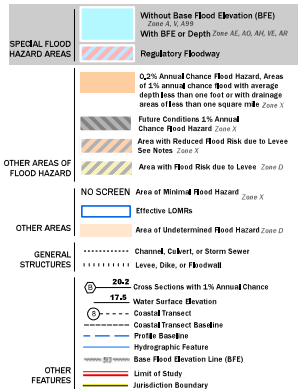 SPECIAL FLOOD
HAZARD AREAS
Without Base Flood Elevation (BFE)
Zone A, V, A99
With BFE or Depth Zone AE, AO, AH, VE, AR
Regulatory Floodway
OTHER AREAS OF
FLOOD HAZARD
0.2% Annual Chance Flood Hazard, Areas
of 1% annual chance flood with average
depth less than one foot or with drainage
areas of less than one square mile Zone X
Future Conditions 1% Annual
Chance Flood Hazard Zone X
Area with Reduced Flood Risk due to Levee
See Notes Zone X
Area with Flood Risk due to Levee Zone D
OTHER AREAS
NO SCREEN Area of Minimal Flood Hazard Zone X
Effective LOMRs
Area of Undetermined Flood Hazard Zone D
GENERAL
STRUCTURES
Channel, Culvert, or Storm Sewer
Levee, Dike, or Floodwall
OTHER
FEATURES
B 20.2 Cross Sections with 1% Annual Chance
17.5 Water Surface Elevation
8 Coastal Transect
Coastal Transect Baseline
Profile Baseline
Hydrographic Feature
Base Flood Elevation Line (BFE)
Limit of Study
Jurisdiction Boundary